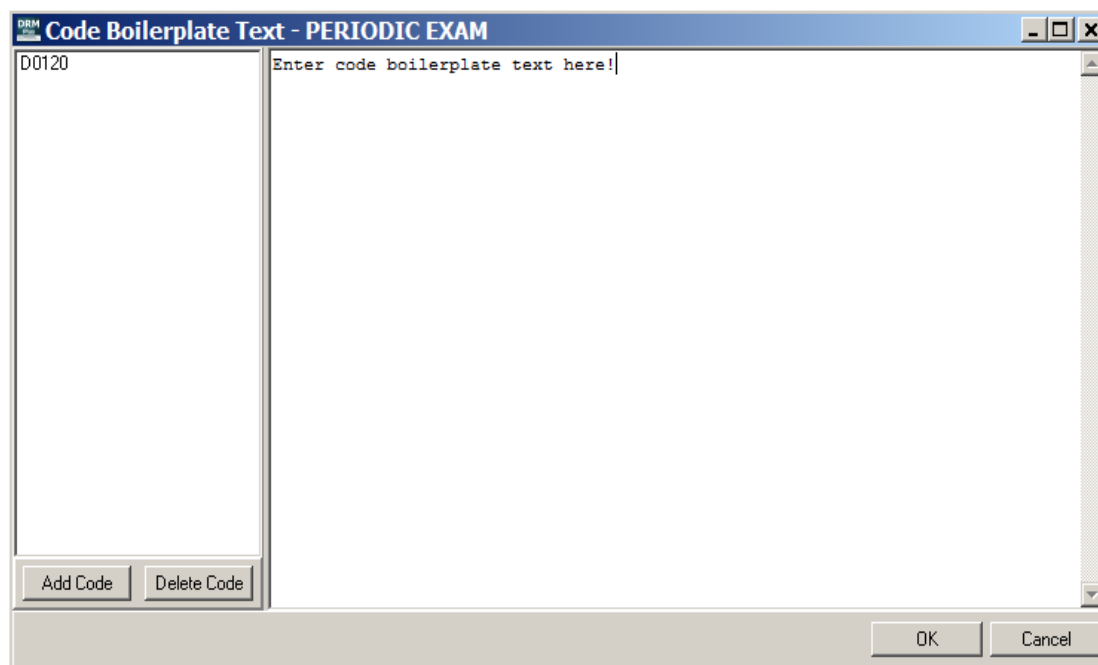 DRM
Plus
Code Boilerplate Text - PERIODIC EXAM
D0120
Enter code boilerplate text here!
Add Code
Delete Code
OK
Cancel